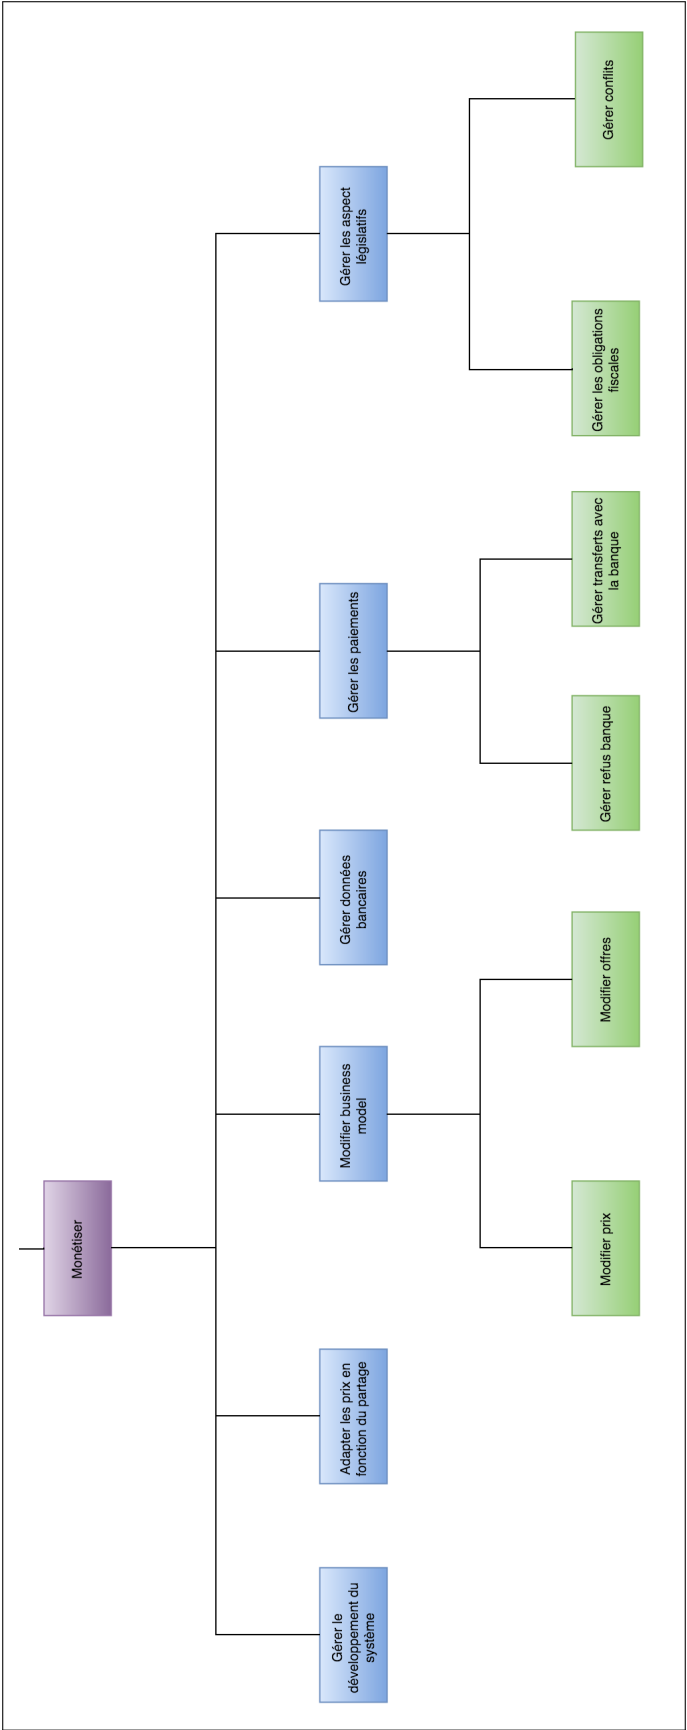 Monétiser
Gérer le
développement du
système
Adapter les prix en
fonction du partage
Modifier business
model
Gérer données
bancaires
Gérer les paiements
Gérer les aspect
législatifs
Modifier prix
Modifier offres
Gérer refus banque
Gérer transferts avec
la banque
Gérer les obligations
fiscales
Gérer conflits